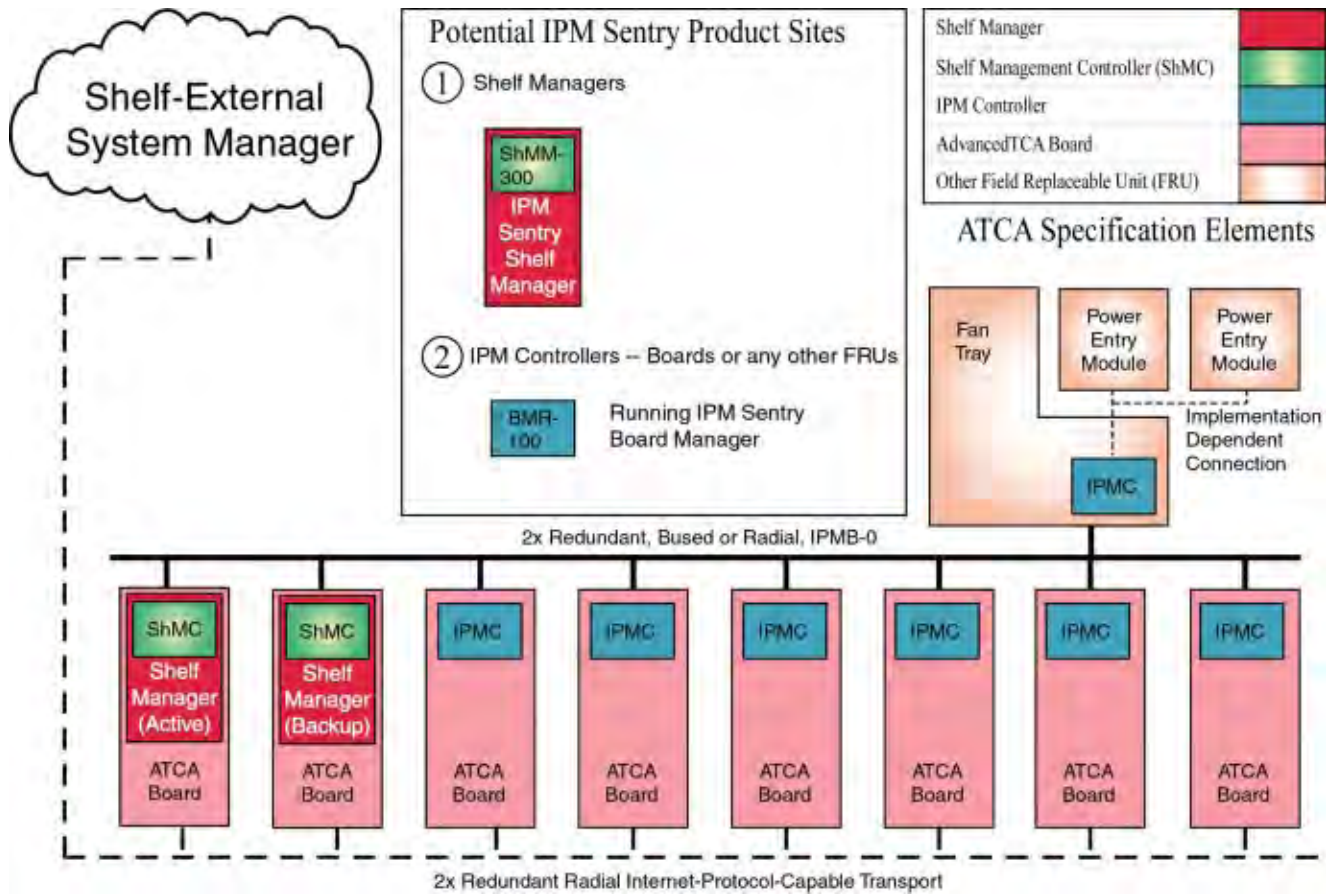 Shelf-External
System Manager
Potential IPM Sentry Product Sites
1 Shelf Managers
ShMM-
300
IPM
Sentry
Shelf
Manager
2 IPM Controllers -- Boards or any other FRUs
BMR-
100
Running IPM Sentry
Board Manager
Shelf Manager
Shelf Management Controller (ShMC)
IPM Controller
AdvancedTCA Board
Other Field Replaceable Unit (FRU)
ATCA Specification Elements
Fan
Tray
Power
Entry
Module
Power
Entry
Module
Implementation
Dependent
Connection
IPMC
2x Redundant, Bused or Radial, IPMB-0
ShMC
Shelf
Manager
(Active)
ATCA
Board
ShMC
Shelf
Manager
(Backup)
ATCA
Board
IPMC
ATCA
Board
IPMC
ATCA
Board
IPMC
ATCA
Board
IPMC
ATCA
Board
IPMC
ATCA
Board
IPMC
ATCA
Board
2x Redundant Radial Internet-Protocol-Capable Transport